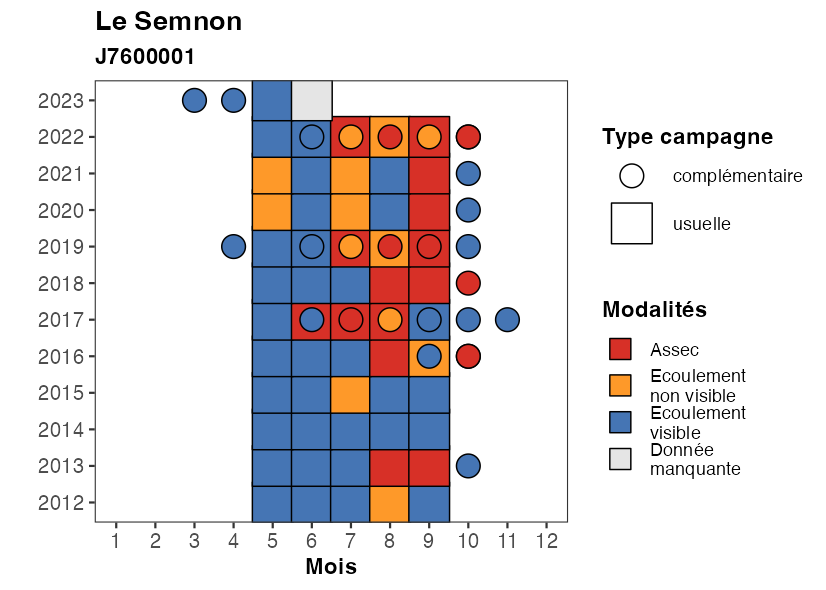 Le Semnon
J7600001
2023
2022
2021
2020
2019
2018
2017
2016
2015
2014
2013
2012
1 2 3 4 5 6 7 8 9 10 11 12
Mois
Type campagne
complémentaire
usuelle
Modalités
Assec
Ecoulement
non visible
Ecoulement
visible
Donnée
manquante